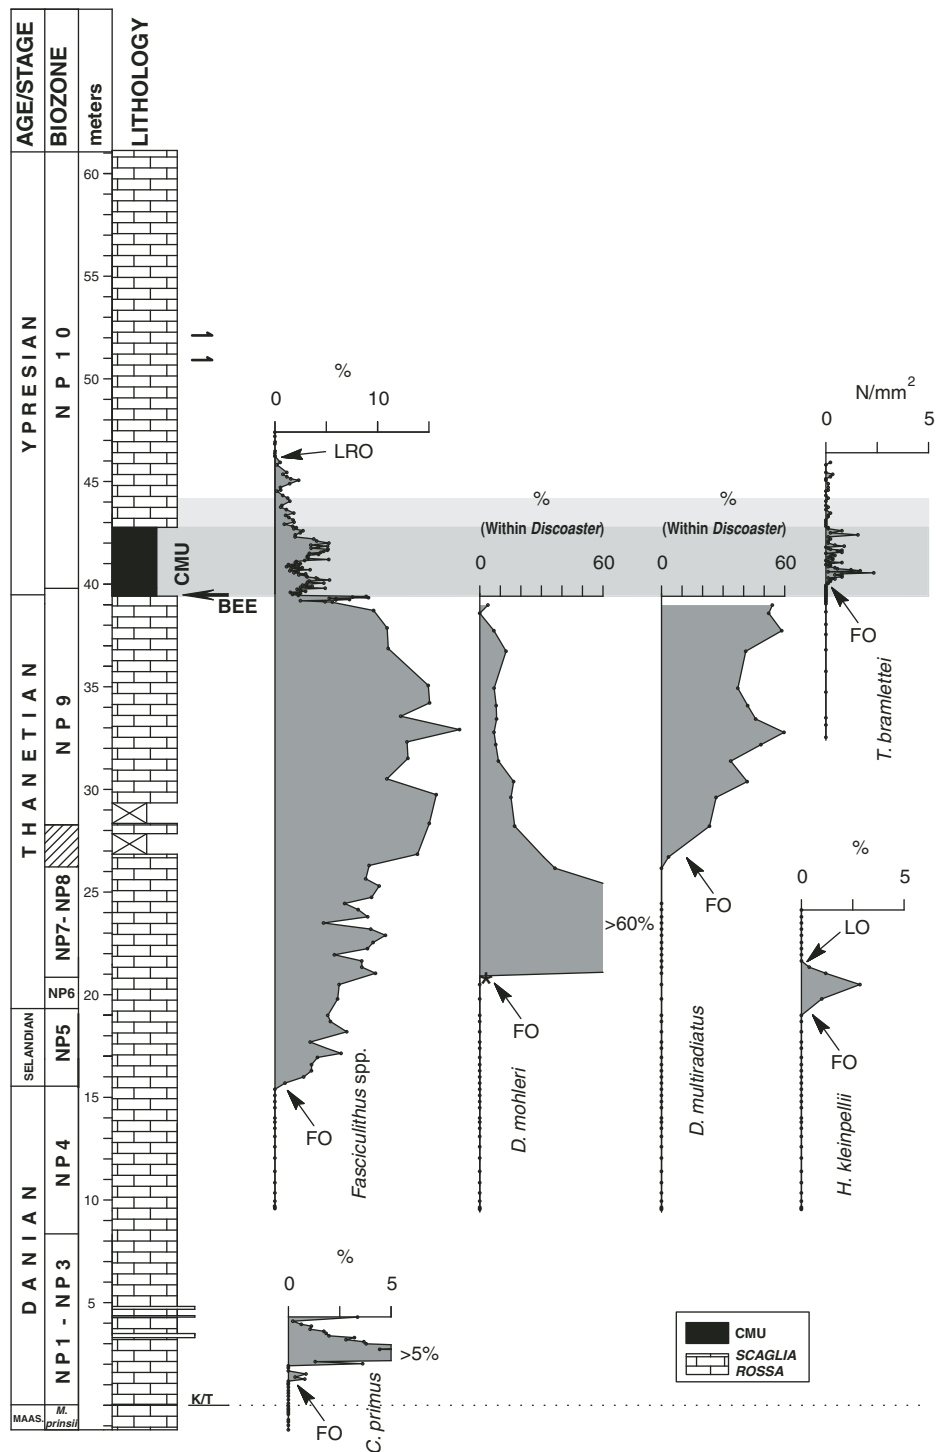 AGE/STAGE
BIOZONE
meters
LITHOLOGY
YPRESIAN
THANETIAN
SELANDIAN
DANIAN
MAAS.
NP10
NP9
NP7-NP8
NP6
NP5
NP4
NP1-NP3
M. prinsii
60
55
50
45
40
35
30
25
20
15
10
5
K/T
CMU
BEE
%
0 10
LRO
FO
Fasciculithus spp.
%
(Within Discoaster)
0 60
>60%
FO
D. mohleri
%
(Within Discoaster)
0 60
FO
D. multiradiatus
N/mm²
0 5
FO
T. bramlettei
%
0 5
LO
FO
H. kleinpellii
%
0 5
>5%
FO
C. primus
CMU
SCAGLIA
ROSSA